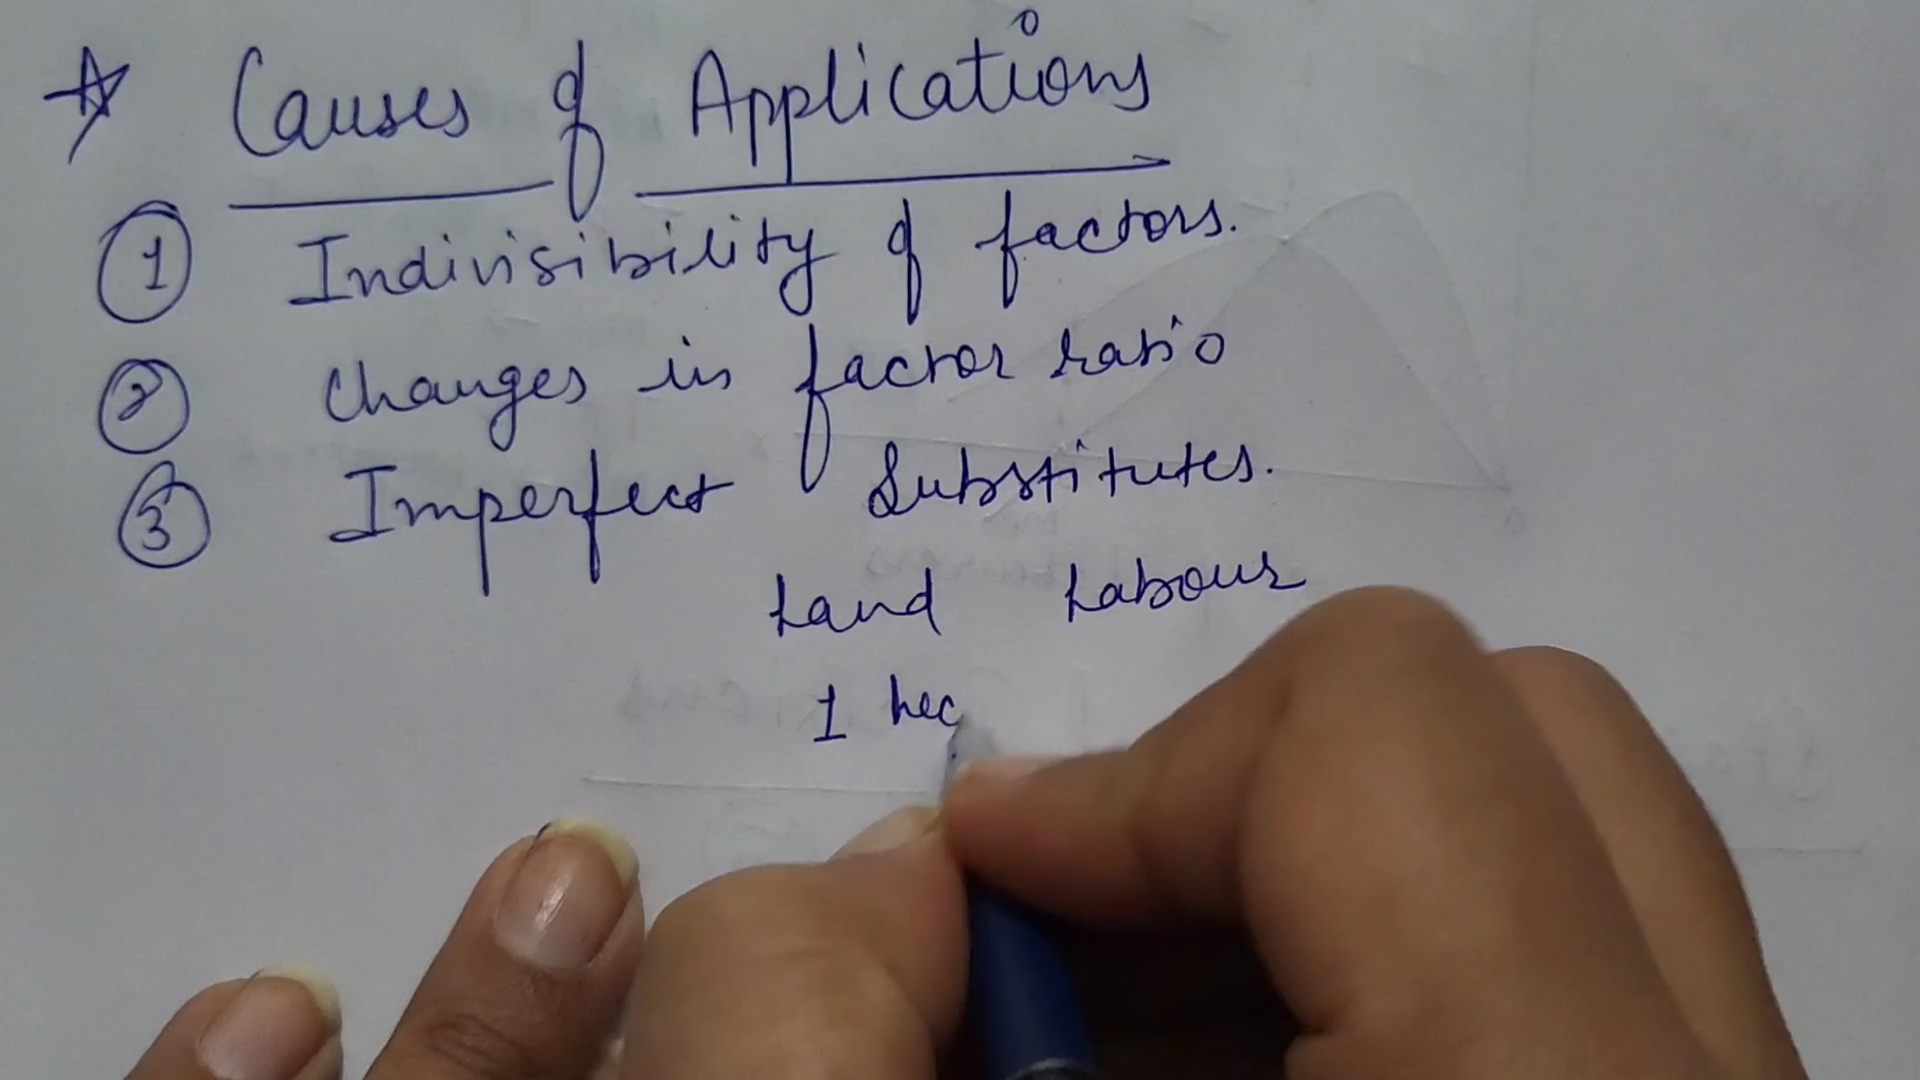 Causes of Applications
1 Indivisibility of factors.
2 Changes in factor ratio
3 Imperfect Substitutes.
Land Labour
1 hec